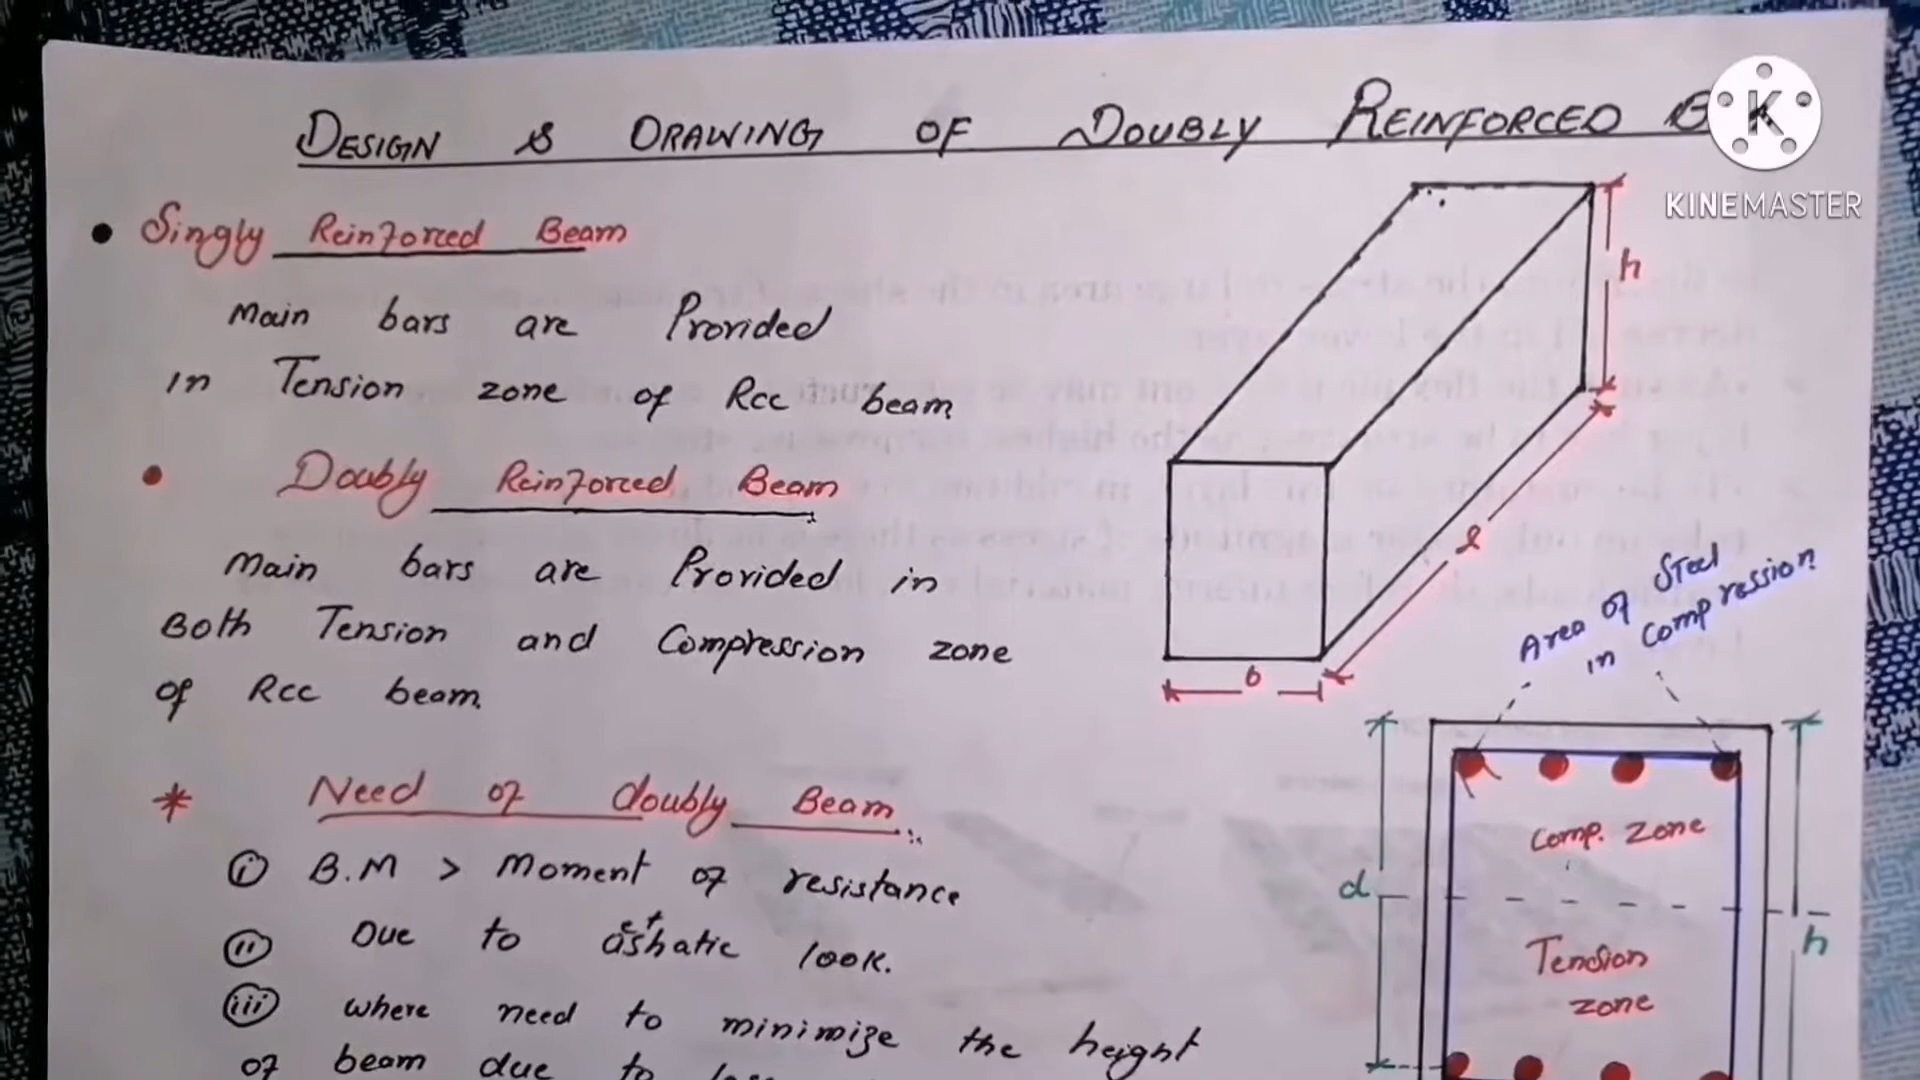 DESIGN & DRAWING OF DOUBLY REINFORCED
K
KINEMASTER
• Singly Reinforced Beam
Main bars are Provided
in Tension zone of Rcc beam
• Doubly Reinforced Beam
Main bars are Provided in
Both Tension and Compression zone
of Rcc beam
* Need of doubly Beam
(i) B.M > Moment of resistance
(ii) Due to asthatic look.
(iii) where need to minimize the height
of beam due to
h
l
b
Area of Steel
in Compression
Comp. zone
d
h
Tension
zone